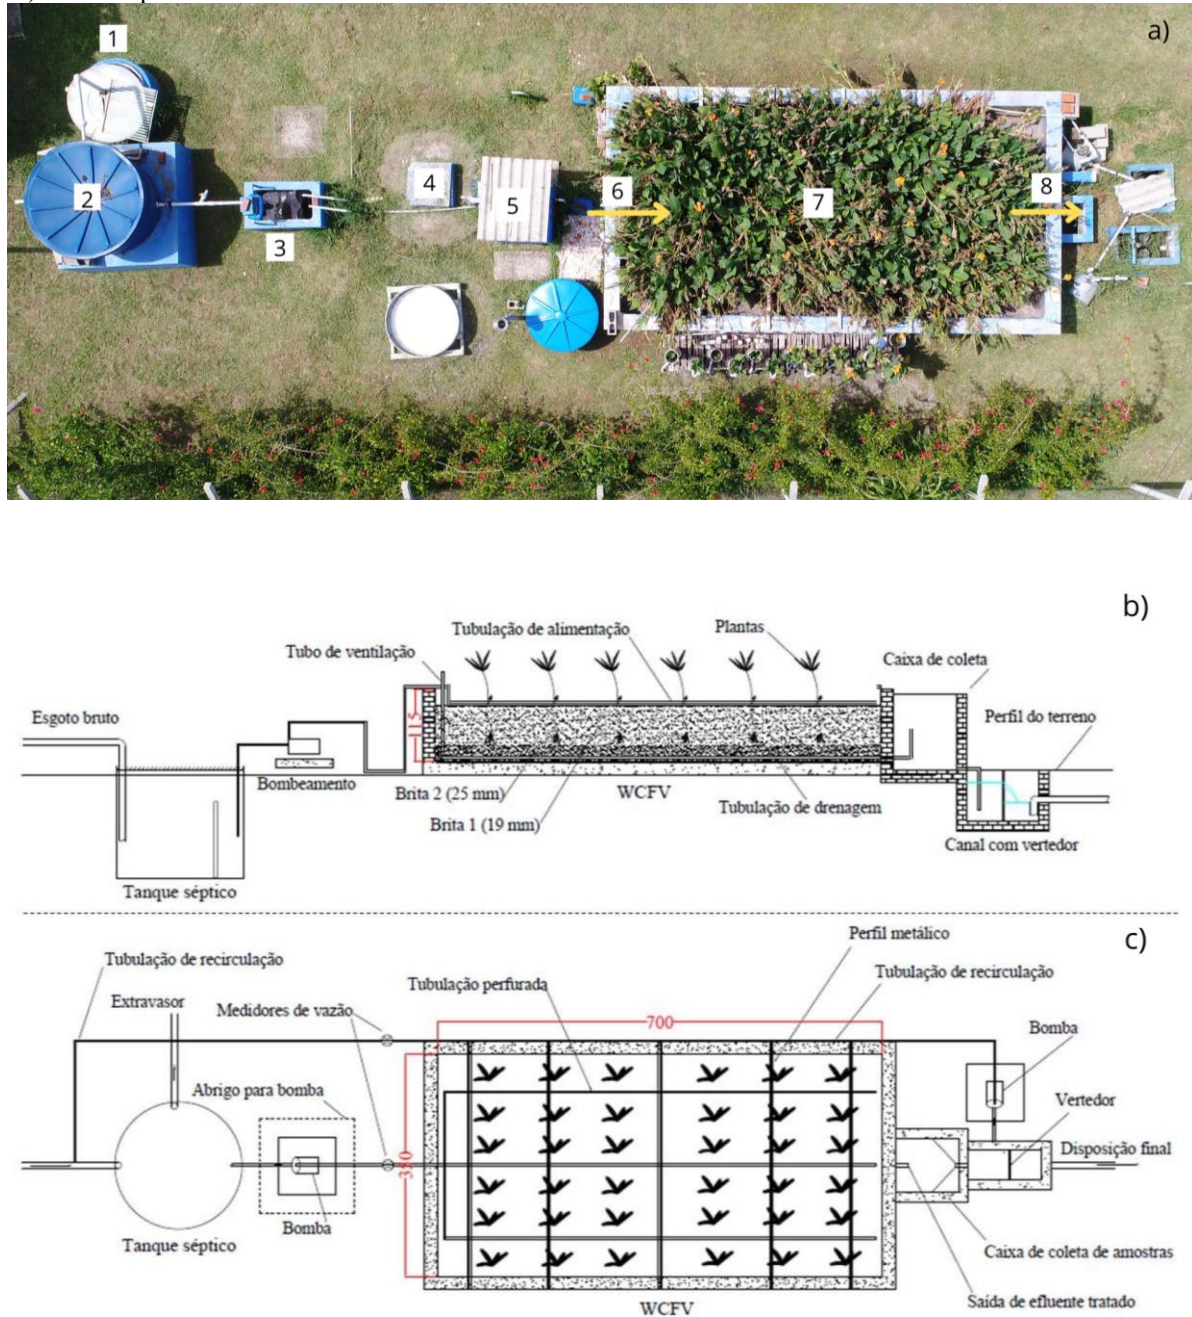 a)
1
2
3
4
5
6
7
8
b)
Tubulação de alimentação
Plantas
Tubo de ventilação
Caixa de coleta
Esgoto bruto
Perfil do terreno
115
Bombeamento
Brita 2 (25 mm)
WCFV
Tubulação de drenagem
Brita 1 (19 mm)
Canal com vertedor
Tanque séptico
c)
Perfil metálico
Tubulação de recirculação
Tubulação de recirculação
Tubulação perfurada
Extravasor
Medidores de vazão
700
Bomba
Abrigo para bomba
Vertedor
Disposição final
Bomba
Tanque séptico
Caixa de coleta de amostras
Saída de efluente tratado
WCFV